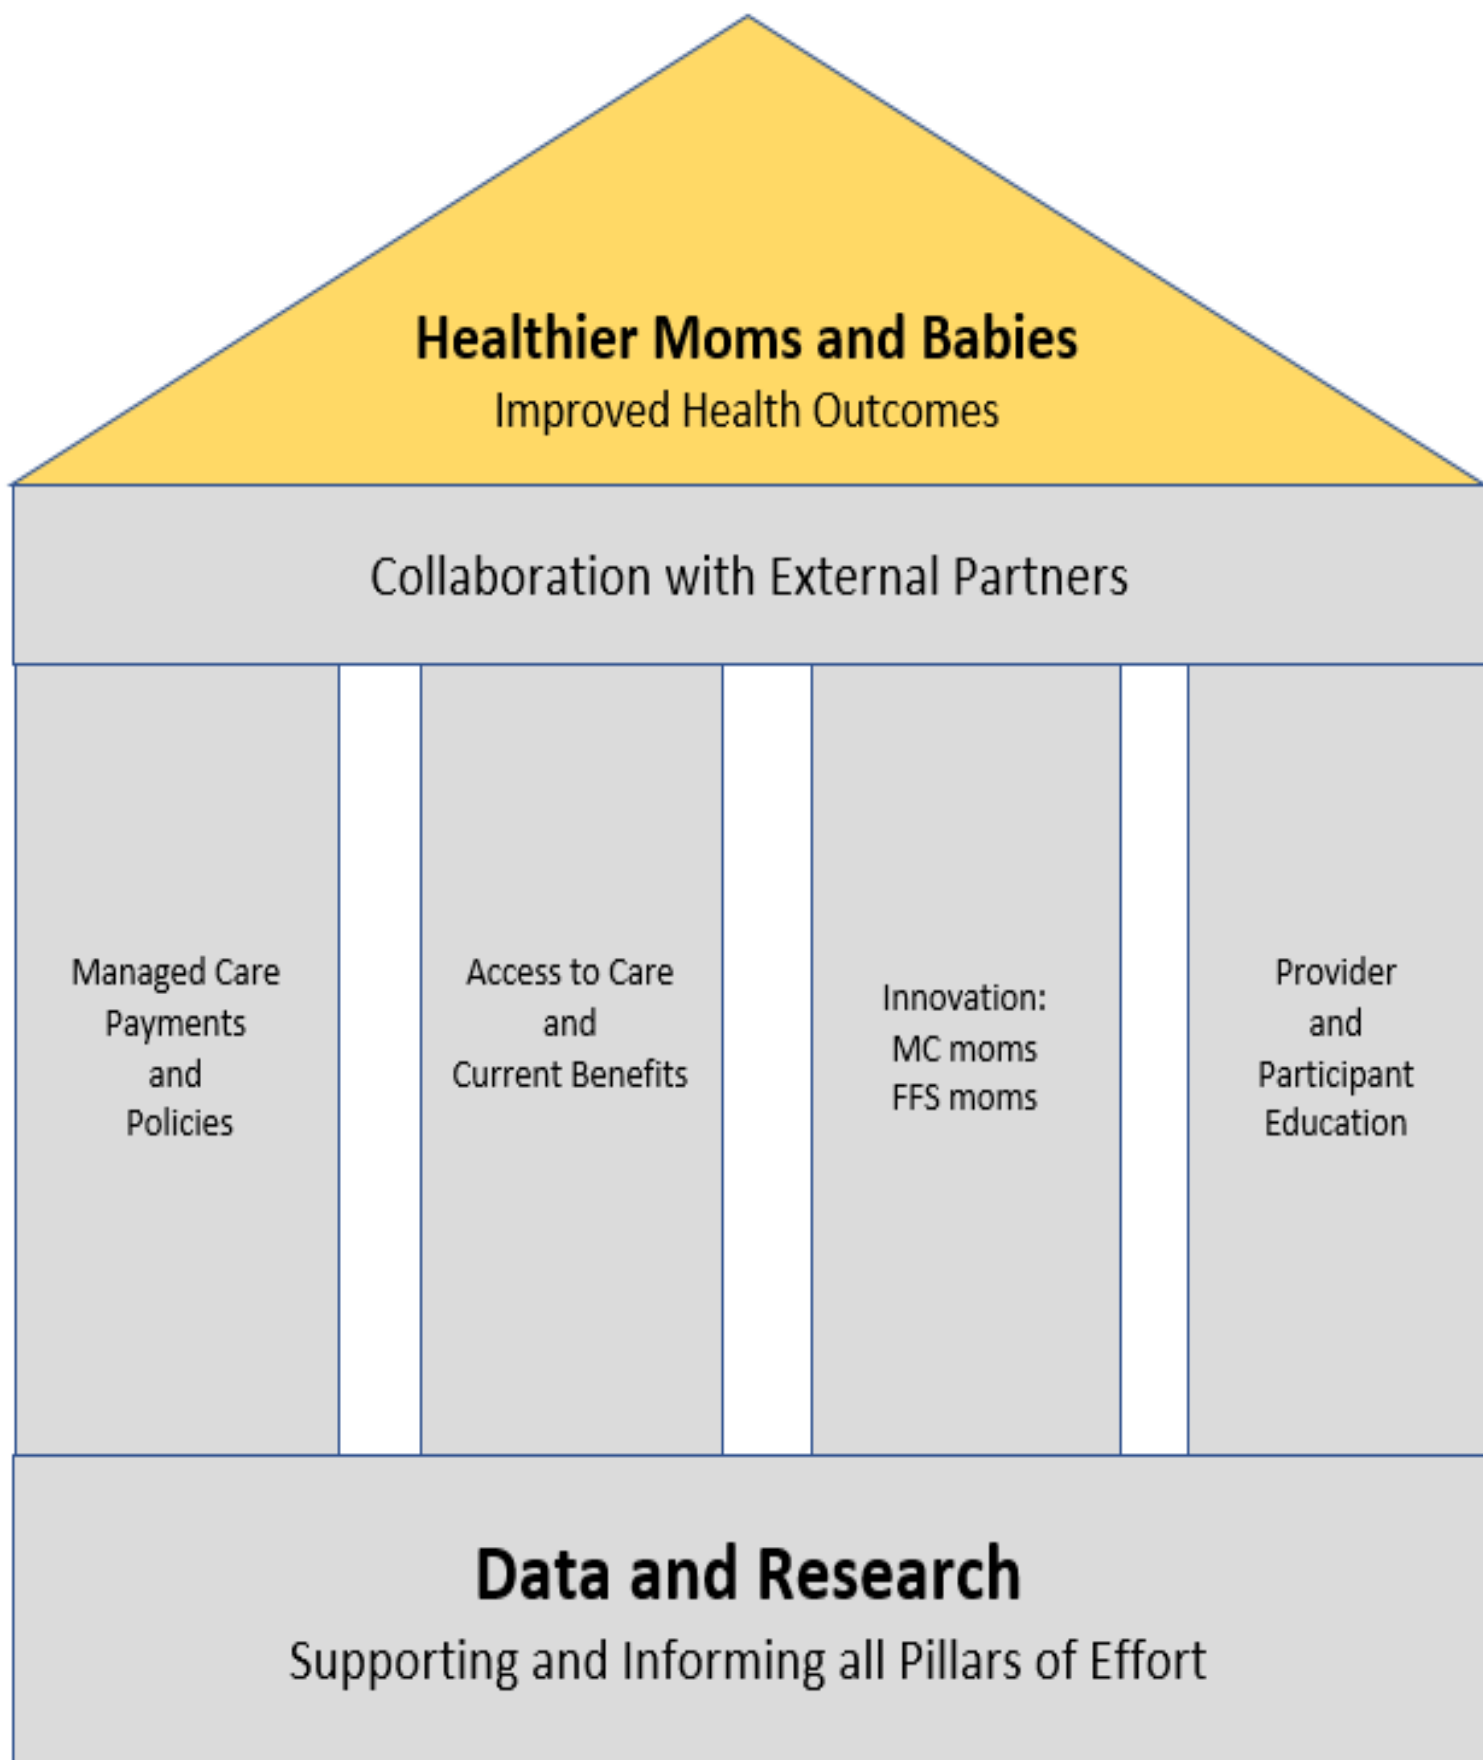 Healthier Moms and Babies
Improved Health Outcomes
Collaboration with External Partners
Managed Care
Payments
and
Policies
Access to Care
and
Current Benefits
Innovation:
MC moms
FFS moms
Provider
and
Participant
Education
Data and Research
Supporting and Informing all Pillars of Effort